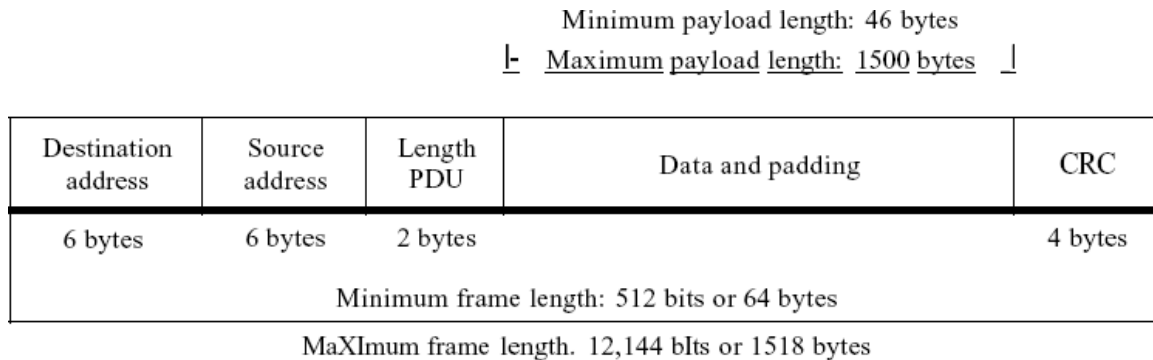 Minimum payload length: 46 bytes
|- Maximum payload length: 1500 bytes _|
Destination address
Source address
Length PDU
Data and padding
CRC
6 bytes
6 bytes
2 bytes
4 bytes
Minimum frame length: 512 bits or 64 bytes
MaXImum frame length. 12,144 bIts or 1518 bytes